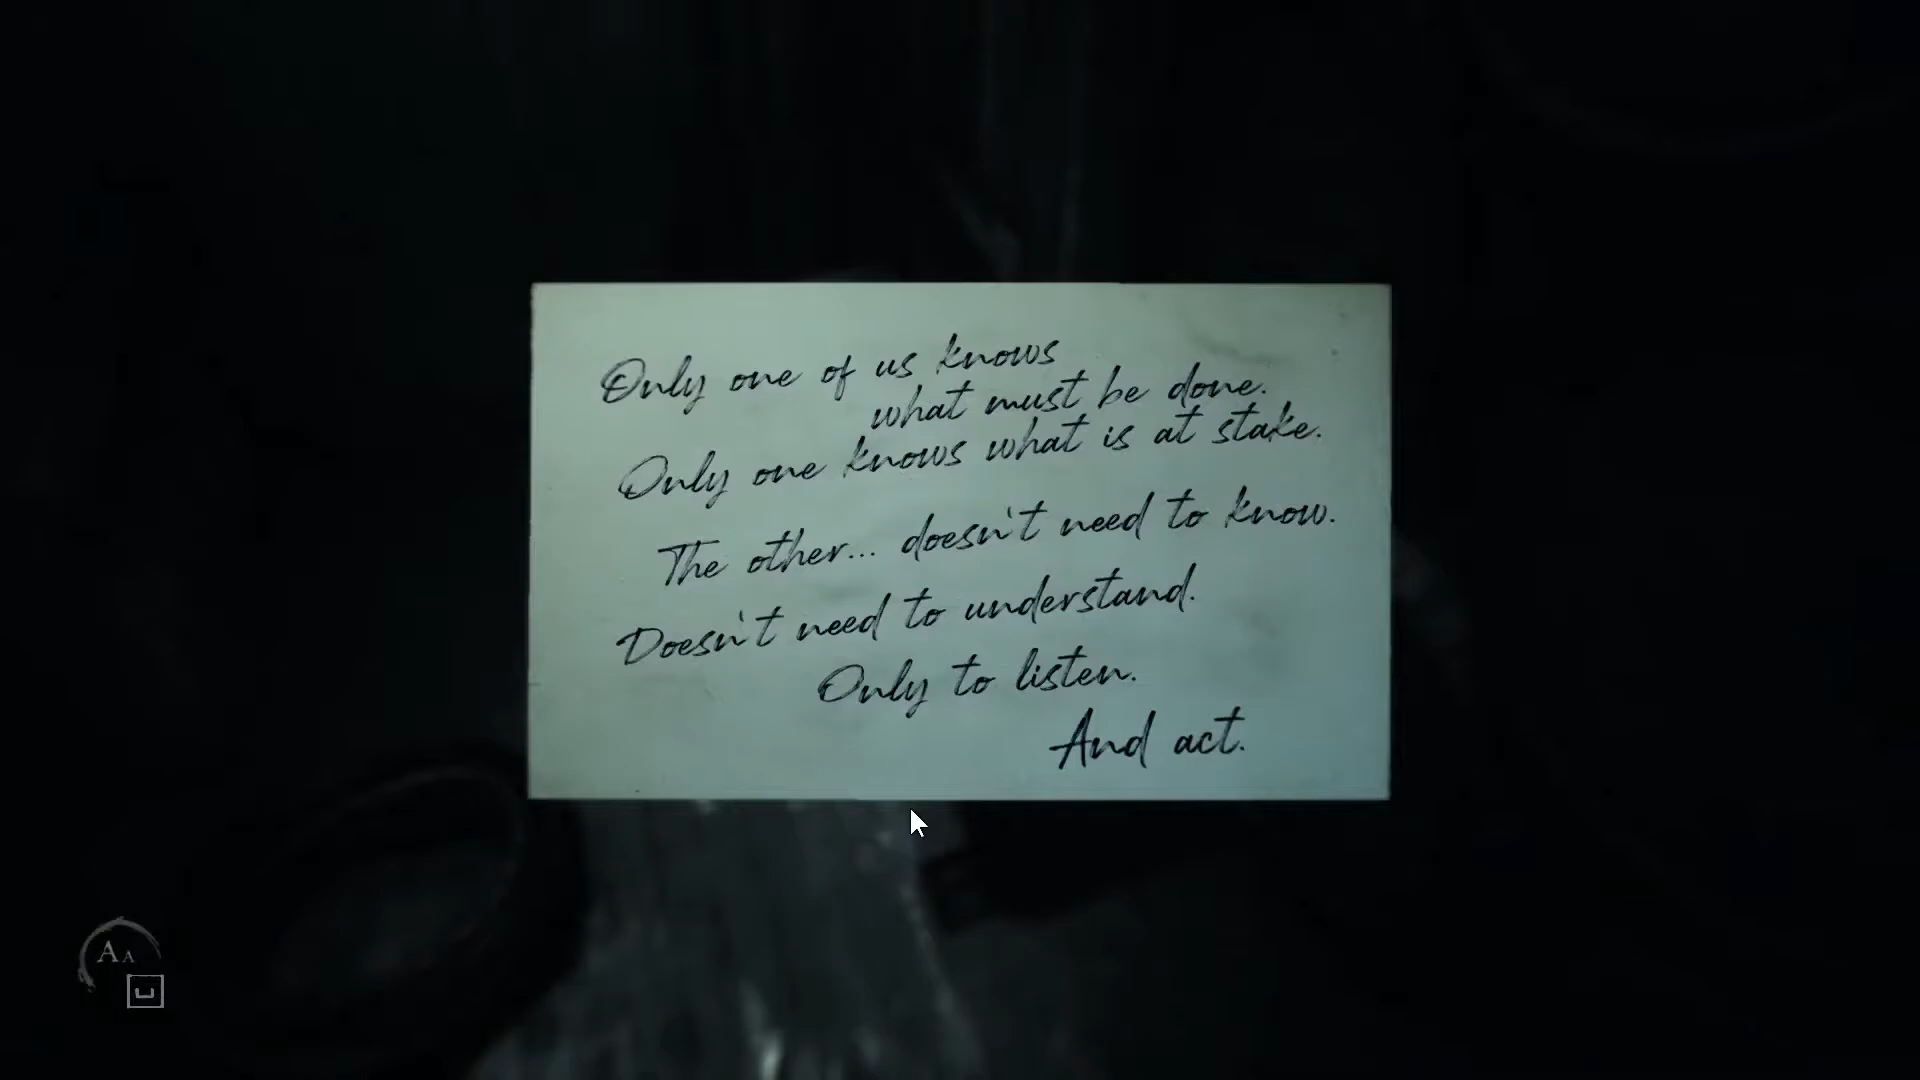 Only one of us knows
what must be done.
Only one knows what is at stake.
The other... doesn't need to know.
Doesn't need to understand.
Only to listen.
And act.
A A